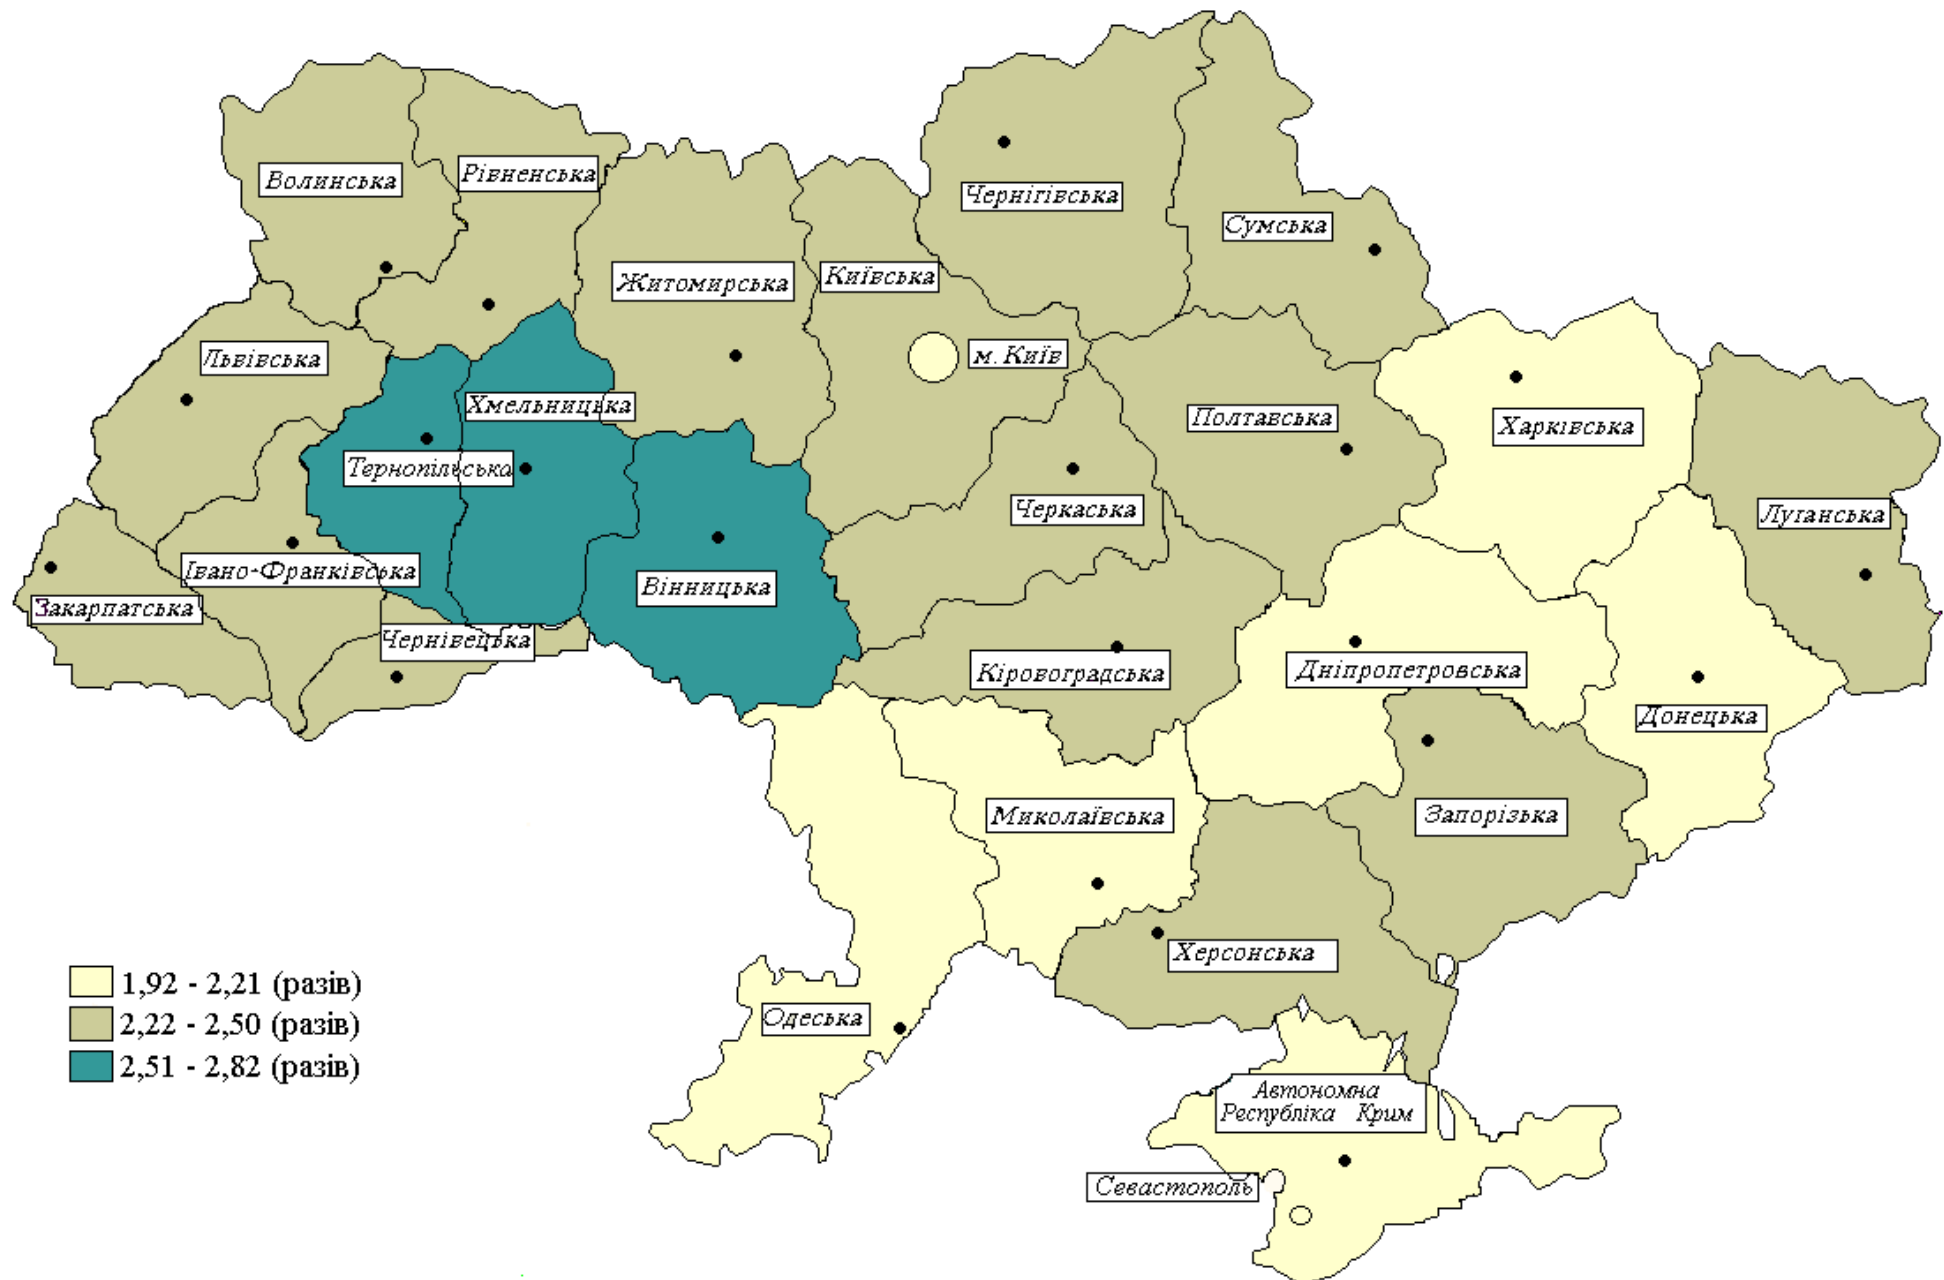 Волинська
Рівненська
Чернігівська
Сумська
Житомирська
Київська
Львівська
м. Київ
Хмельницька
Полтавська
Харківська
Тернопільська
Черкаська
Луганська
Івано-Франківська
Вінницька
Закарпатська
Чернівецька
Кіровоградська
Дніпропетровська
Донецька
Миколаївська
Запорізька
Херсонська
1,92 - 2,21 (разів)
2,22 - 2,50 (разів)
2,51 - 2,82 (разів)
Одеська
Автономна
Республіка Крим
Севастополь